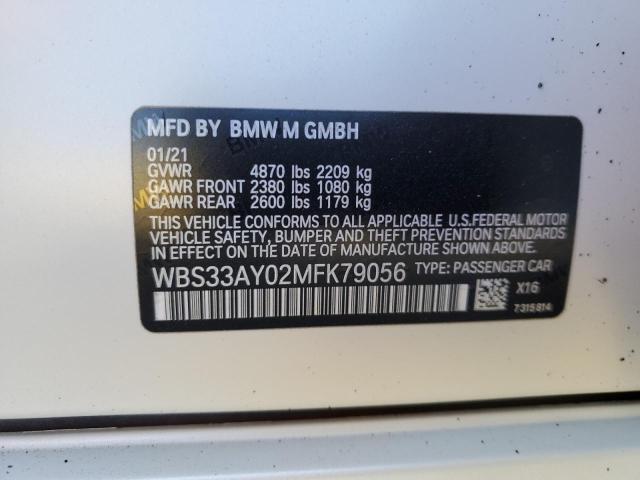 MFD BY BMW M GMBH
01/21
GVWR 4870 lbs 2209 kg
GAWR FRONT 2380 lbs 1080 kg
GAWR REAR 2600 lbs 1179 kg
THIS VEHICLE CONFORMS TO ALL APPLICABLE U.S.FEDERAL MOTOR
VEHICLE SAFETY, BUMPER AND THEFT PREVENTION STANDARDS
IN EFFECT ON THE DATE OF MANUFACTURE SHOWN ABOVE.
WBS33AY02MFK79056 TYPE: PASSENGER CAR
X16
7315814